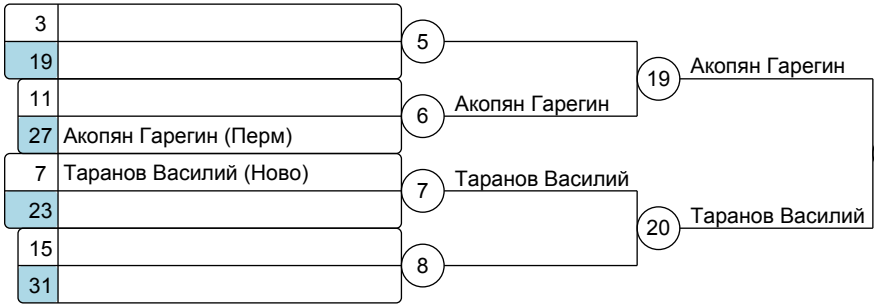 3
19
5
11
27 Акопян Гарегин (Перм)
6
Акопян Гарегин
19
Акопян Гарегин
7 Таранов Василий (Ново)
23
7
Таранов Василий
15
31
8
20
Таранов Василий